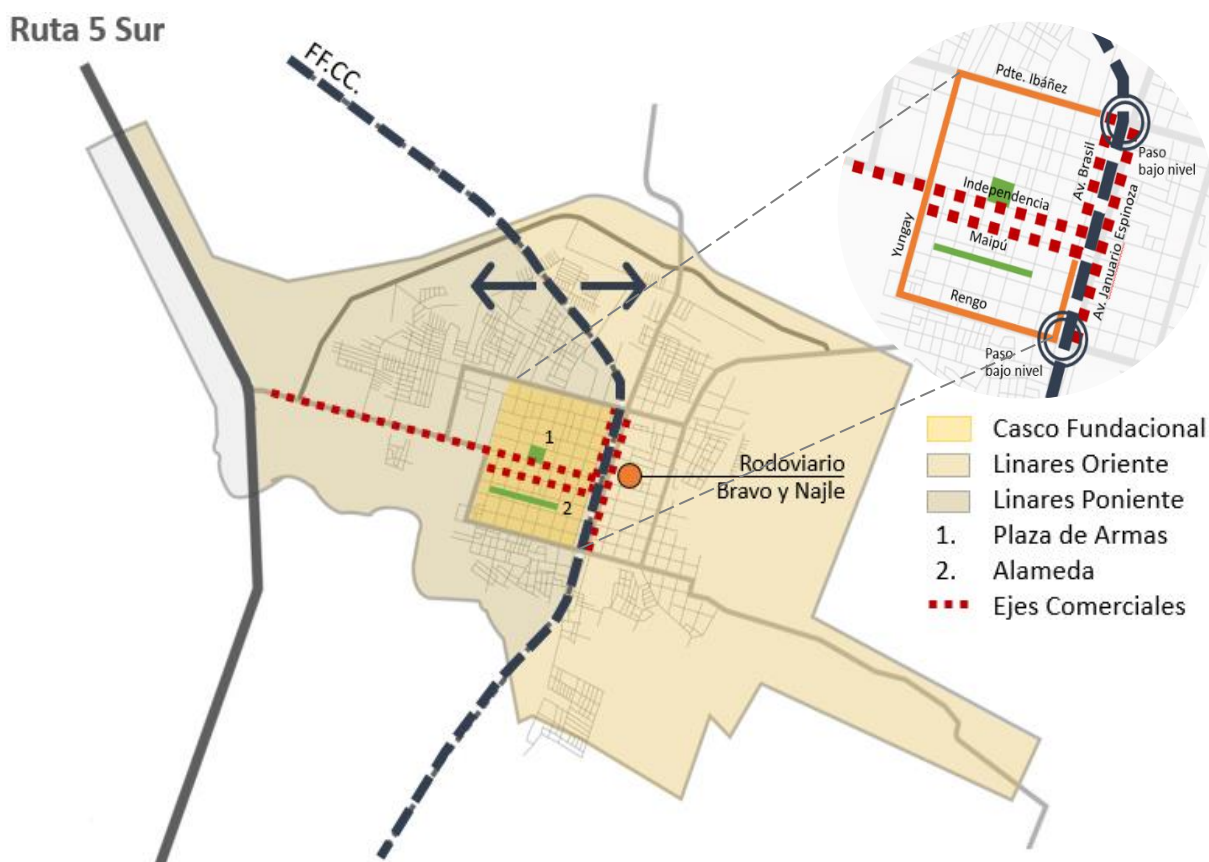 Ruta 5 Sur
FF.CC.
Pdte. Ibáñez
Paso
bajo nivel
Av. Brasil
Independencia
Maipú
Yungay
Av. Januario Espinoza
Rengo
Paso
bajo nivel
1
2
Rodoviario
Bravo y Najle
Casco Fundacional
Linares Oriente
Linares Poniente
1. Plaza de Armas
2. Alameda
Ejes Comerciales